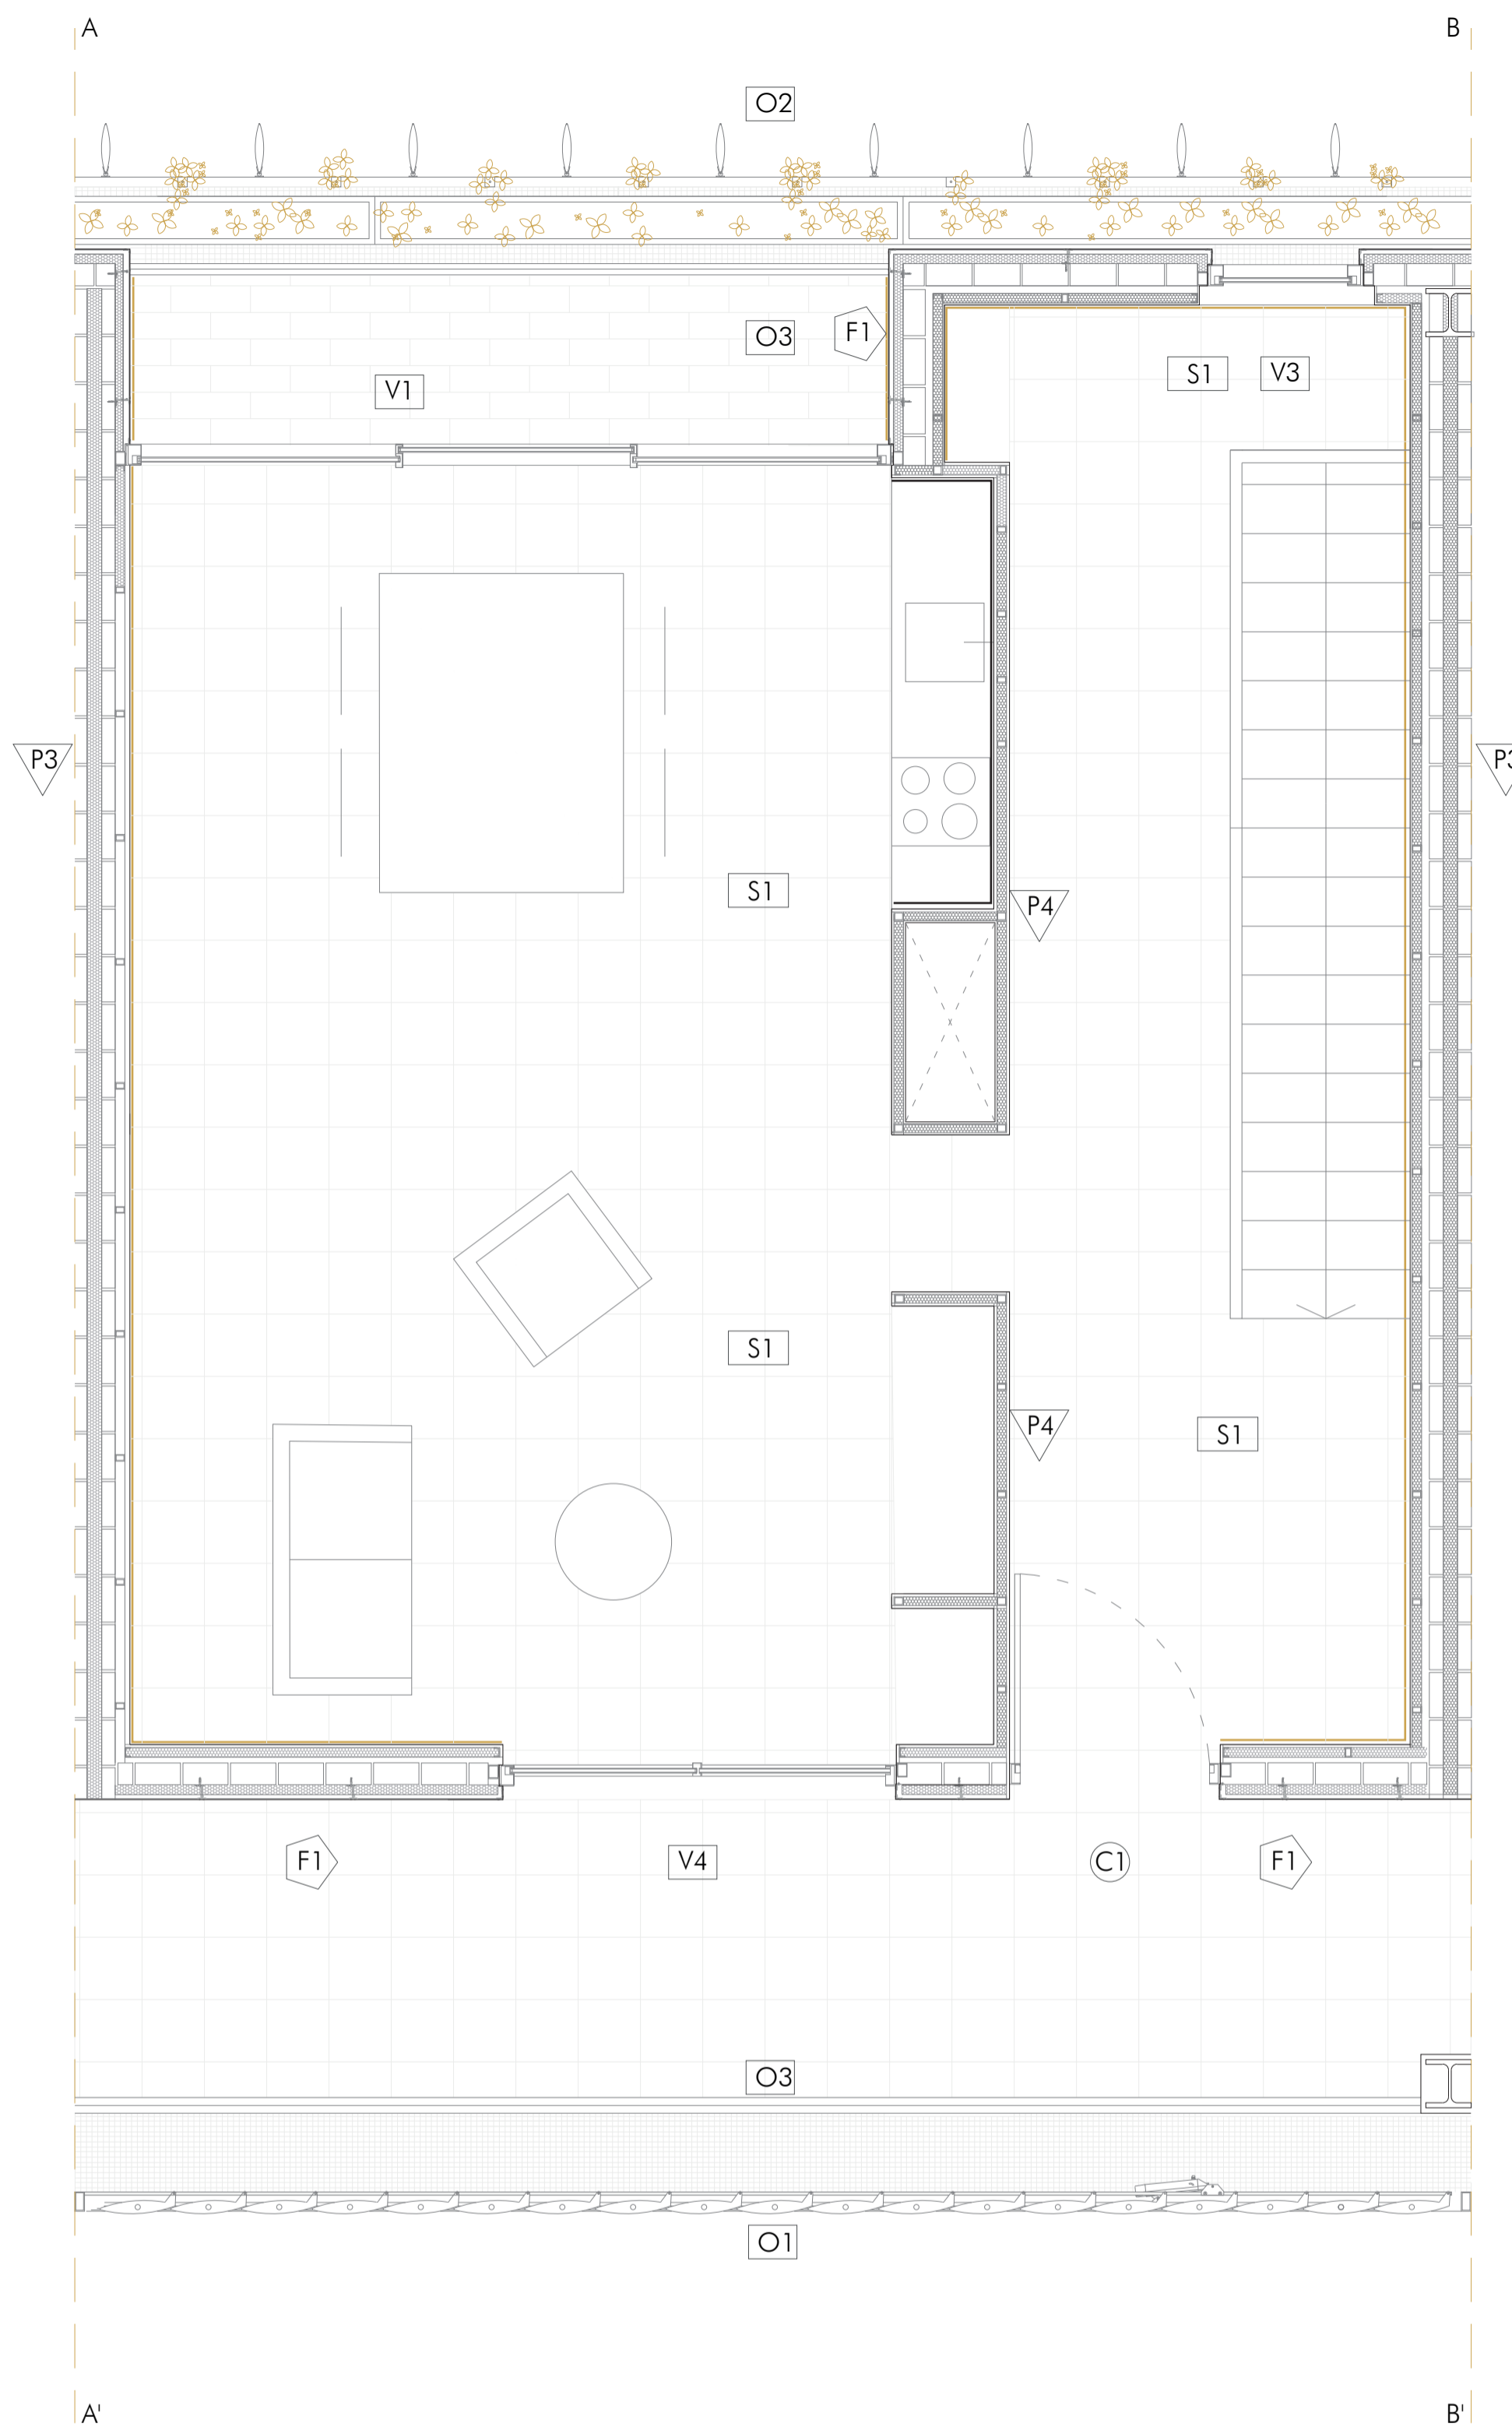 A B
O2
O3 F1
V1 S1 V3
P3 P3
S1 P4
S1
P4 S1
F1 V4 C1 F1
O3
O1
A' B'